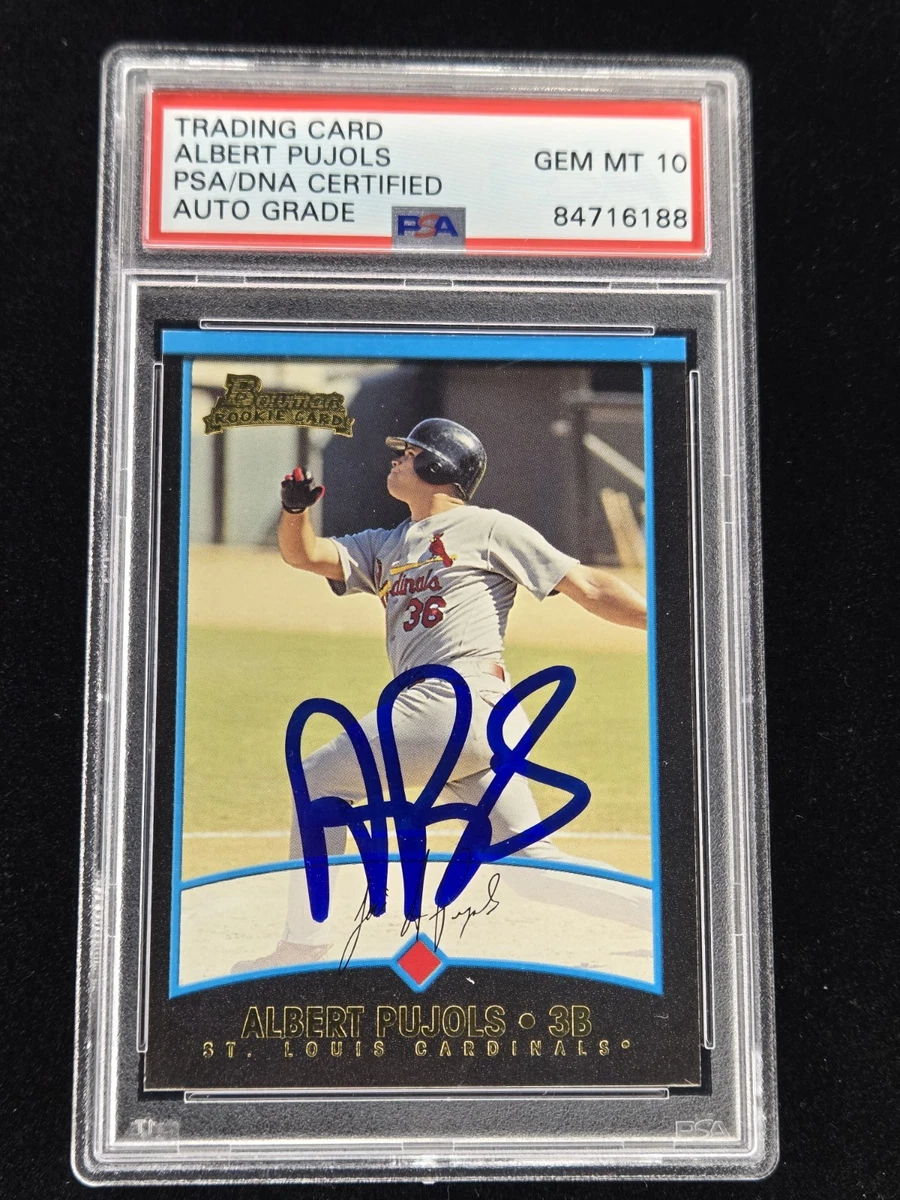 TRADING CARD
ALBERT PUJOLS
PSA/DNA CERTIFIED
AUTO GRADE
GEM MT 10
84716188
PSA
Bowman
ROOKIE CARD
Cardinals
36
ALBERT PUJOLS • 3B
ST. LOUIS CARDINALS®
PSA